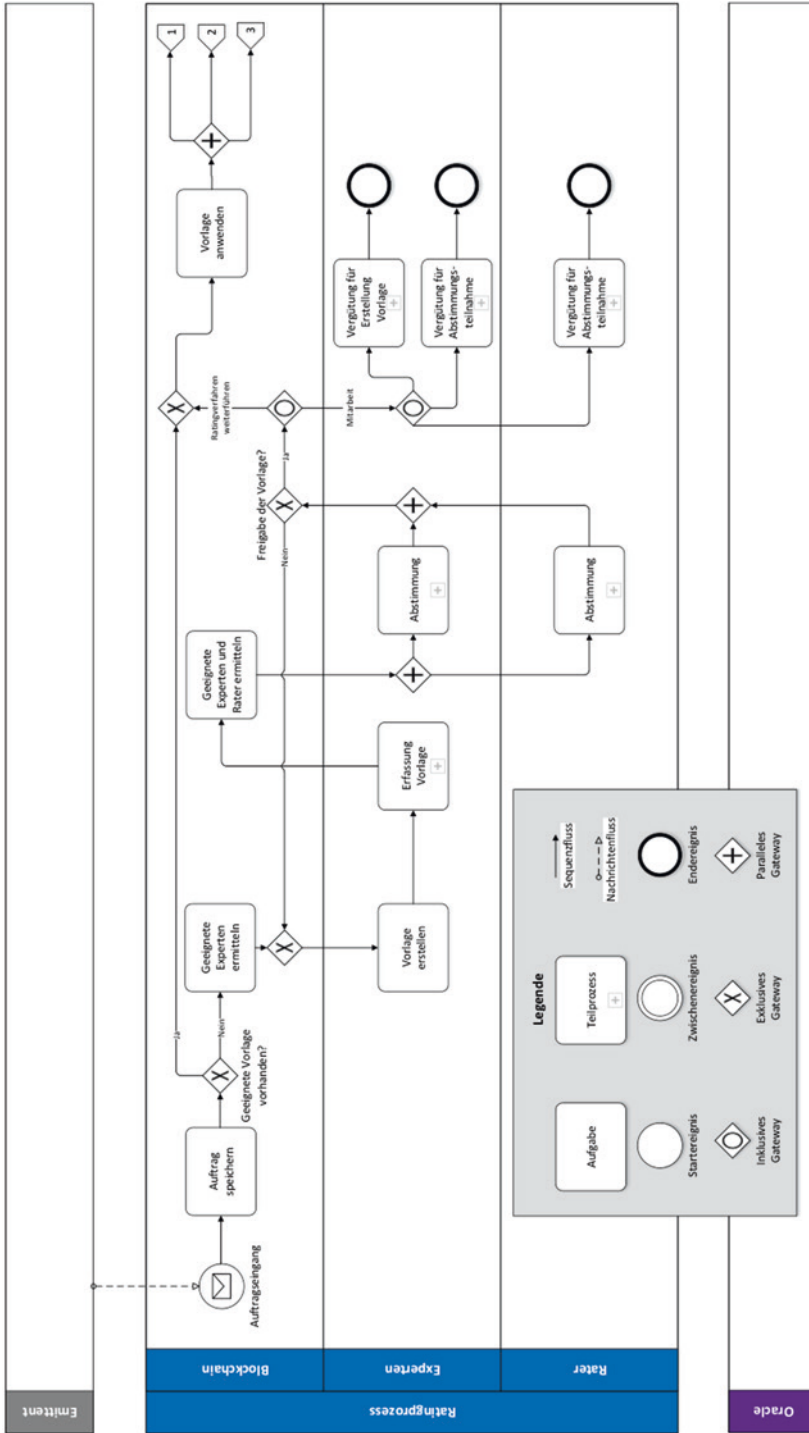 Emittent
Ratingprozess
Blockchain
Experten
Rater
Oracle
Auftragseingang
Auftrag
speichern
Geeignete Vorlage
vorhanden?
Ja
Nein
Geeignete
Experten
ermitteln
Vorlage
erstellen
Erfassung
Vorlage
Geeignete
Experten und
Rater ermitteln
Abstimmung
Abstimmung
Freigabe der Vorlage?
Nein
Ja
Ratingverfahren
weiterführen
Mitarbeit
Vorlage
anwenden
1
2
3
Vergütung für
Erstellung
Vorlage
Vergütung für
Abstimmungs-
teilnahme
Vergütung für
Abstimmungs-
teilnahme
Legende
Aufgabe
Teilprozess
Sequenzfluss
Nachrichtenfluss
Startereignis
Zwischenereignis
Endereignis
Inklusives
Gateway
Exklusives
Gateway
Paralleles
Gateway